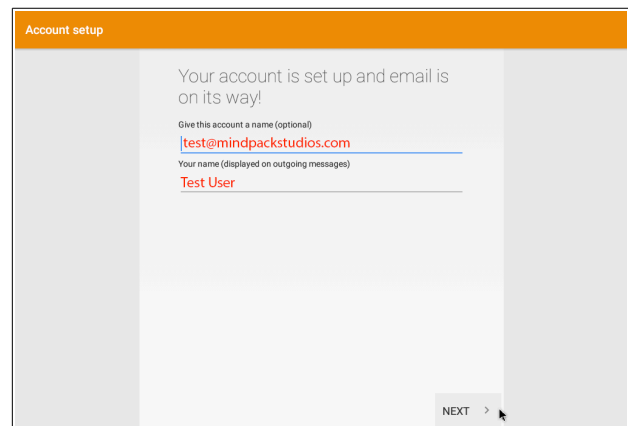 Account setup
Your account is set up and email is
on its way!
Give this account a name (optional)
test@mindpackstudios.com
Your name (displayed on outgoing messages)
Test User
NEXT